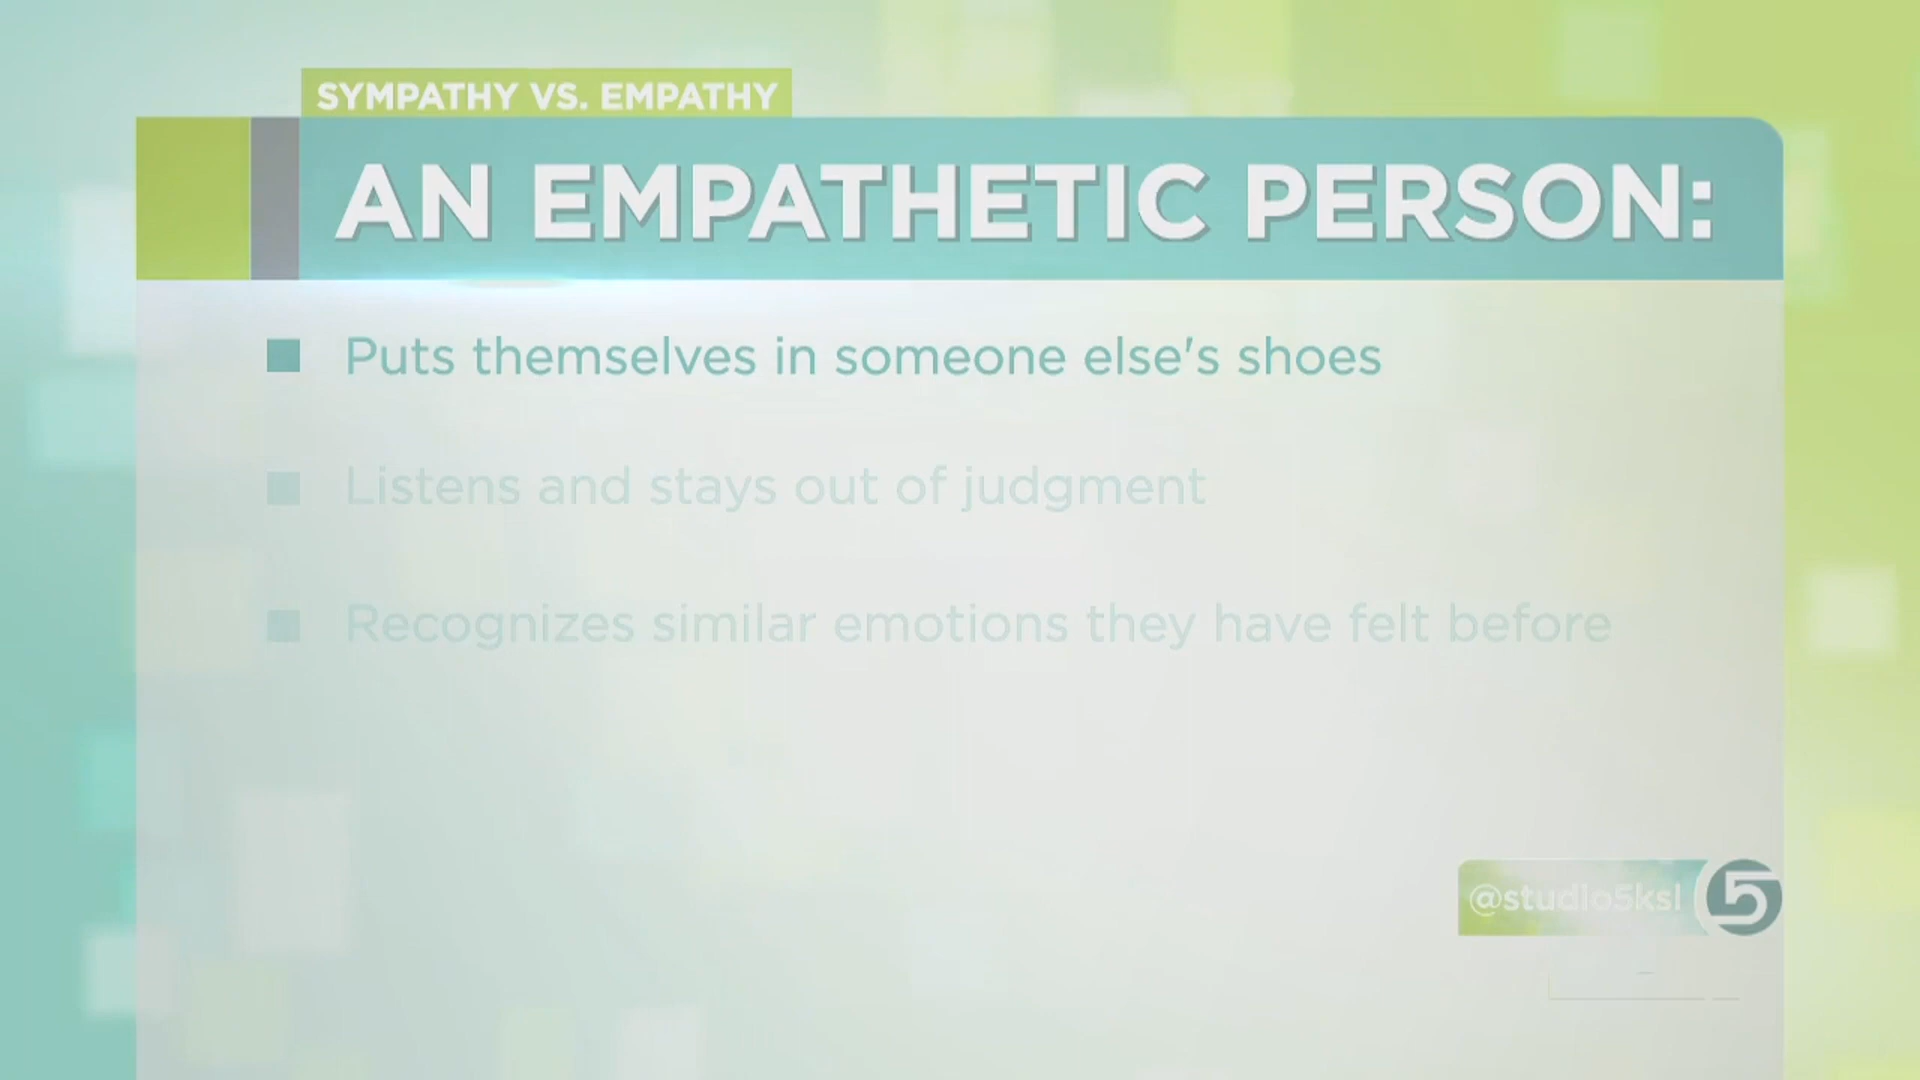 SYMPATHY VS. EMPATHY
AN EMPATHETIC PERSON:
Puts themselves in someone else's shoes
Listens and stays out of judgment
Recognizes similar emotions they have felt before
@studio5ksl 5